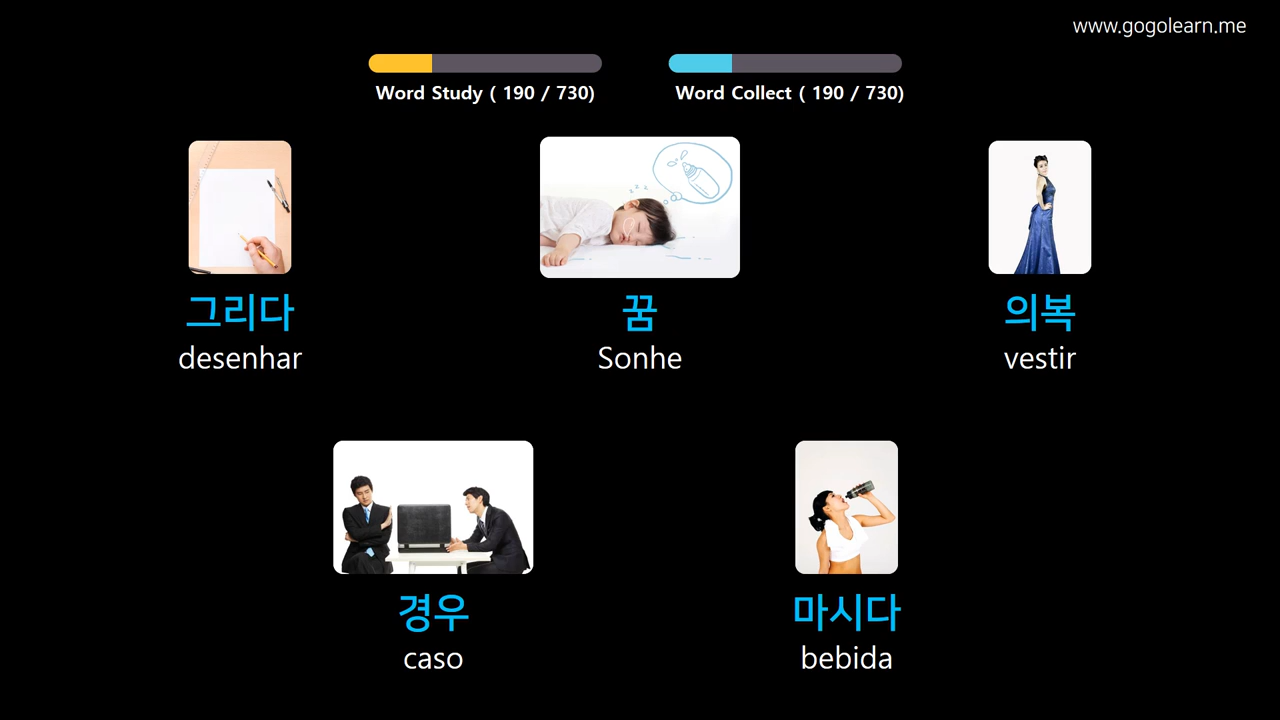 www.gogolearn.me
Word Study ( 190 / 730)
Word Collect ( 190 / 730)
그리다
desenhar
꿈
Sonhe
의복
vestir
경우
caso
마시다
bebida